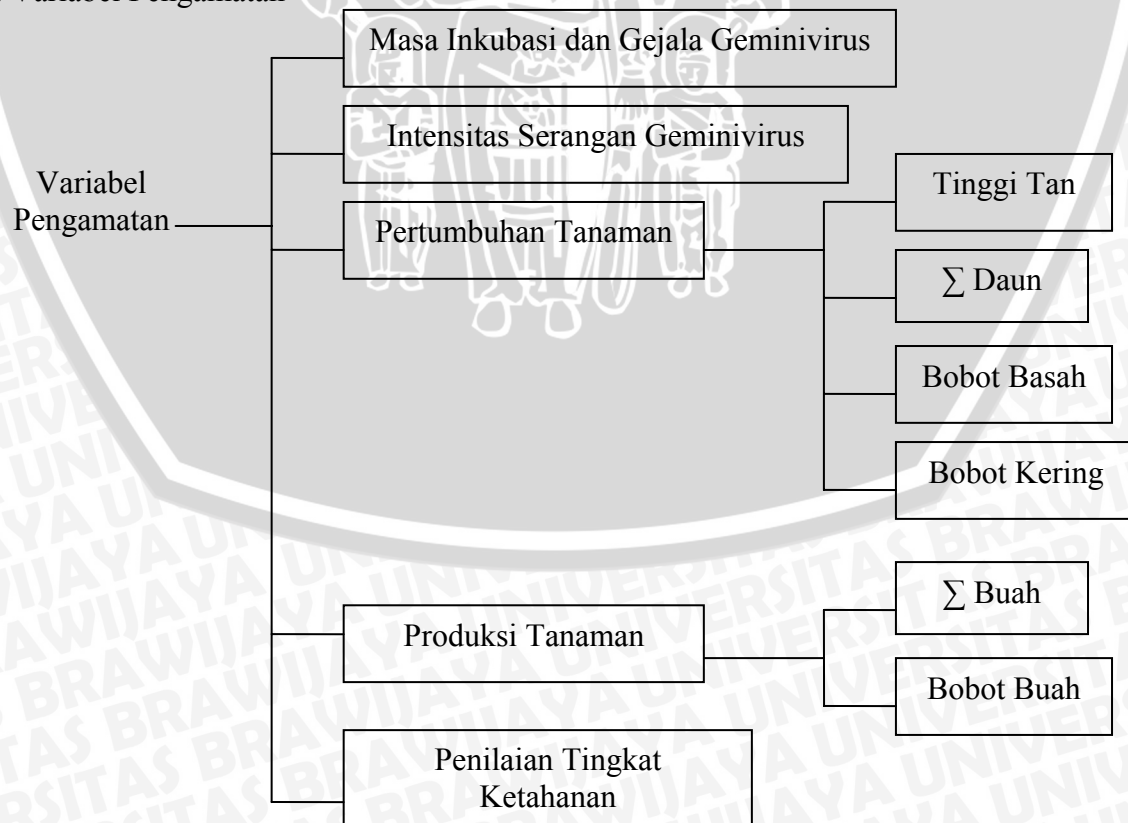 Variabel Pengamatan
Masa Inkubasi dan Gejala Geminivirus
Intensitas Serangan Geminivirus
Variabel
Pengamatan
Pertumbuhan Tanaman
Tinggi Tan
∑ Daun
Bobot Basah
Bobot Kering
Produksi Tanaman
∑ Buah
Bobot Buah
Penilaian Tingkat
Ketahanan